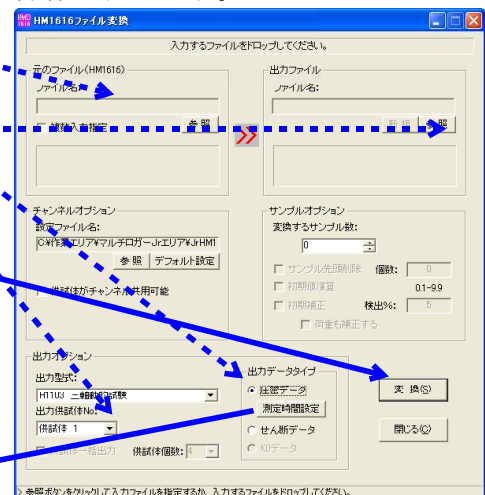 HM1616ファイル変換
入力するファイルをドロップしてください。
元のファイル(HM1616)
ファイル名:
複数入力指定
参照
出力ファイル
ファイル名:
新規
参照
チャンネルオプション
設定ファイル名:
C:¥作業エリア¥マルチロガーJrエリア¥JrHM1
参照
デフォルト設定
供試体がチャンネル共用可能
サンプルオプション
変換するサンプル数:
0
サンプル先頭削除 個数: 0
初期値演算 0.1-9.9
初期補正 検出%: 5
荷重も補正する
出力オプション
出力型式:
H1103 三軸動的試験
出力供試体No.
供試体 1
供試体一括出力 供試体個数: 4
出力データタイプ
圧密データ
測定時間設定
せん断データ
K0データ
変 換(S)
閉じる(C)
> 参照ボタンをクリックして入力ファイルを指定するか、入力するファイルをドロップしてください。